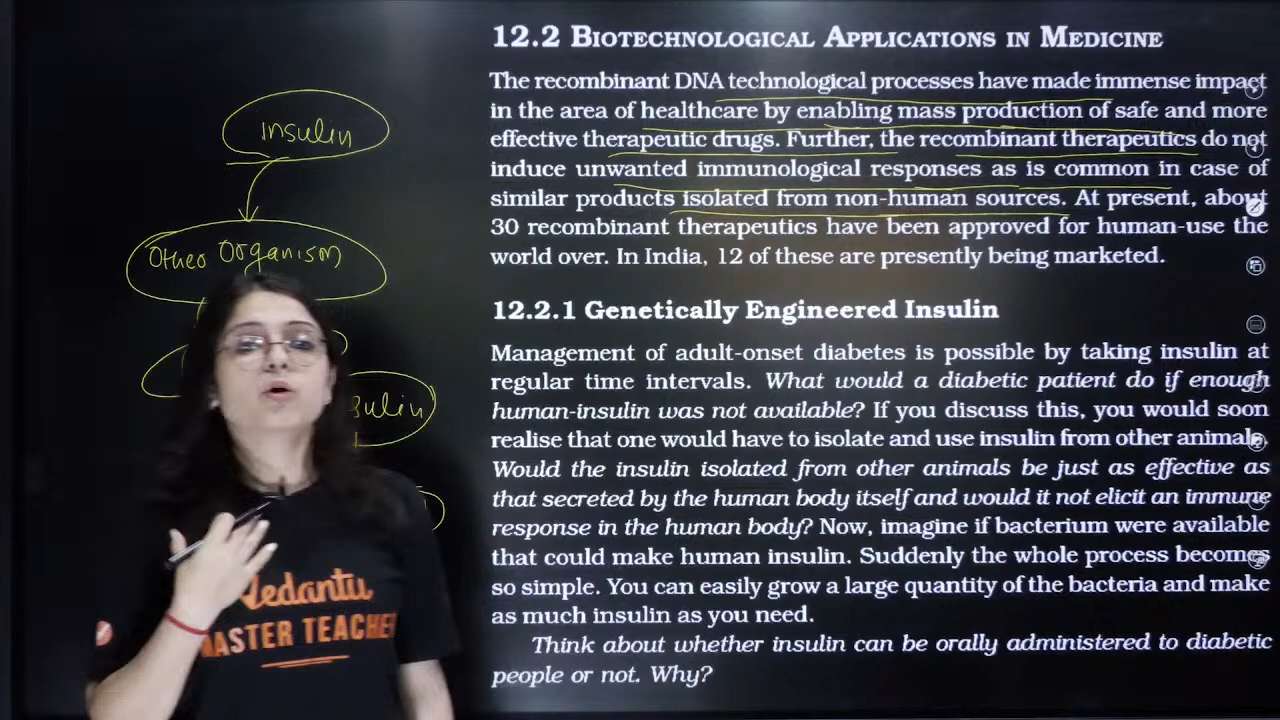 insulin
Other Organism
sulin
Vedantu
MASTER TEACHER
12.2 BIOTECHNOLOGICAL APPLICATIONS IN MEDICINE
The recombinant DNA technological processes have made immense impact
in the area of healthcare by enabling mass production of safe and more
effective therapeutic drugs. Further, the recombinant therapeutics do not
induce unwanted immunological responses as is common in case of
similar products isolated from non-human sources. At present, about
30 recombinant therapeutics have been approved for human-use the
world over. In India, 12 of these are presently being marketed.
12.2.1 Genetically Engineered Insulin
Management of adult-onset diabetes is possible by taking insulin at
regular time intervals. What would a diabetic patient do if enough
human-insulin was not available? If you discuss this, you would soon
realise that one would have to isolate and use insulin from other animals.
Would the insulin isolated from other animals be just as effective as
that secreted by the human body itself and would it not elicit an immune
response in the human body? Now, imagine if bacterium were available
that could make human insulin. Suddenly the whole process becomes
so simple. You can easily grow a large quantity of the bacteria and make
as much insulin as you need.
Think about whether insulin can be orally administered to diabetic
people or not. Why?